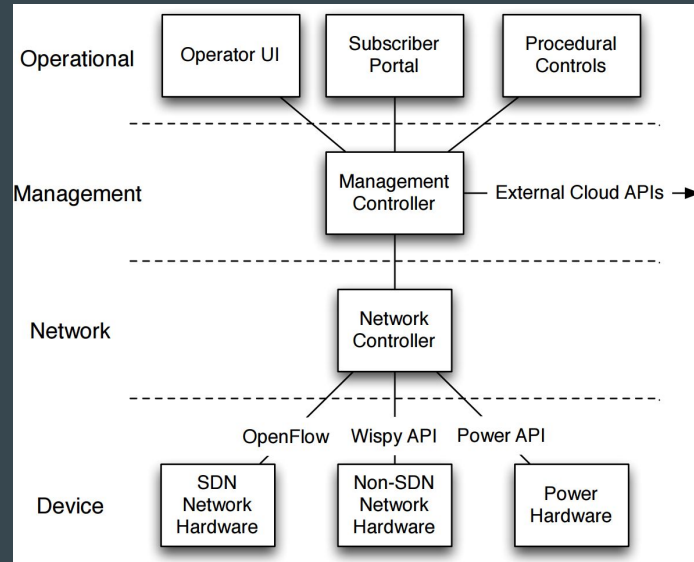 Operational
Operator UI
Subscriber
Portal
Procedural
Controls
Management
Management
Controller
External Cloud APIs
Network
Network
Controller
OpenFlow
Wispy API
Power API
Device
SDN
Network
Hardware
Non-SDN
Network
Hardware
Power
Hardware